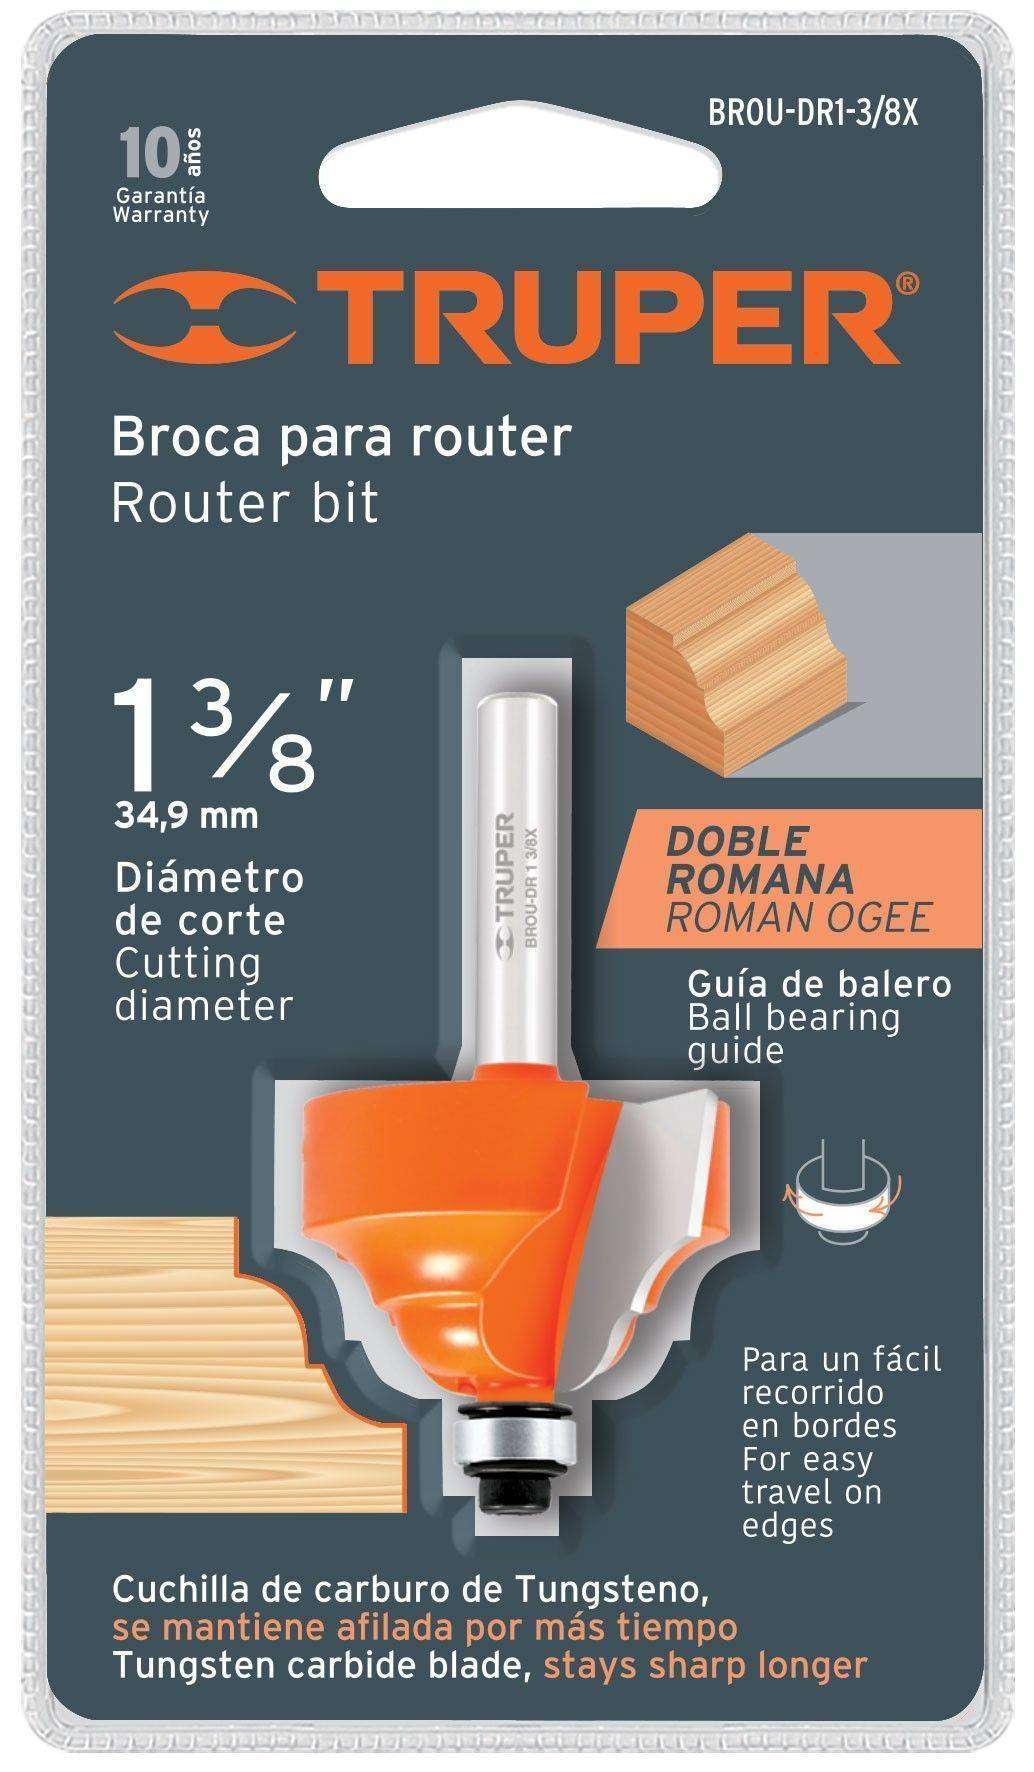 BROU-DR1-3/8X
10 años
Garantía
Warranty
TRUPER®
Broca para router
Router bit
1 3/8"
34,9 mm
Diámetro
de corte
Cutting
diameter
TRUPER
BROU-DR 1 3/8X
DOBLE
ROMANA
ROMAN OGEE
Guía de balero
Ball bearing
guide
Para un fácil
recorrido
en bordes
For easy
travel on
edges
Cuchilla de carburo de Tungsteno,
se mantiene afilada por más tiempo
Tungsten carbide blade, stays sharp longer